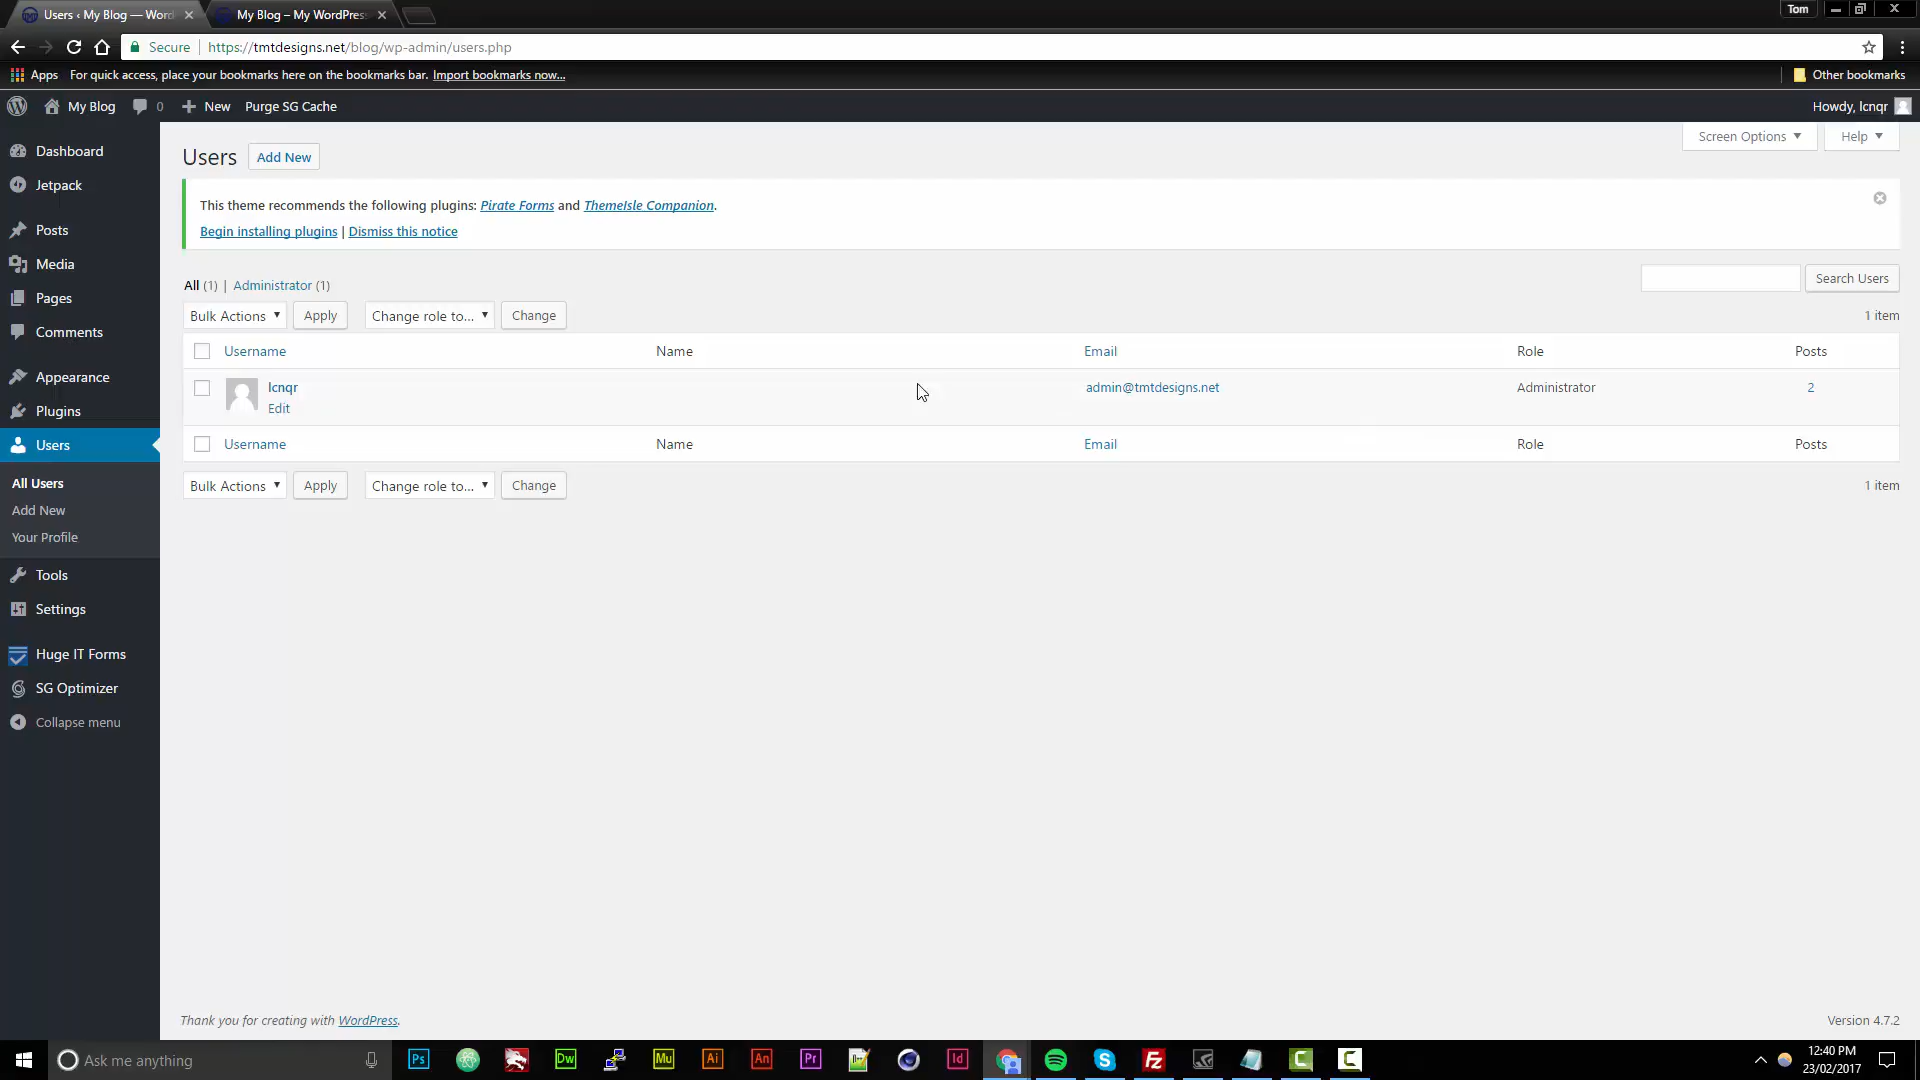 Users ‹ My Blog — Word
My Blog – My WordPress
Tom
Secure
https://tmtdesigns.net/blog/wp-admin/users.php
Apps
For quick access, place your bookmarks here on the bookmarks bar. Import bookmarks now...
Other bookmarks
My Blog
0
New
Purge SG Cache
Howdy, lcnqr
Dashboard
Jetpack
Posts
Media
Pages
Comments
Appearance
Plugins
Users
All Users
Add New
Your Profile
Tools
Settings
Huge IT Forms
SG Optimizer
Collapse menu
Screen Options
Help
Users
Add New
This theme recommends the following plugins: Pirate Forms and ThemeIsle Companion.
Begin installing plugins | Dismiss this notice
All (1) | Administrator (1)
Search Users
Bulk Actions
Apply
Change role to...
Change
1 item
Username
Name
Email
Role
Posts
lcnqr
Edit
admin@tmtdesigns.net
Administrator
2
Username
Name
Email
Role
Posts
Bulk Actions
Apply
Change role to...
Change
1 item
Thank you for creating with WordPress.
Version 4.7.2
Ask me anything
Ps
Dw
Mu
Ai
An
Pr
Id
12:40 PM
23/02/2017